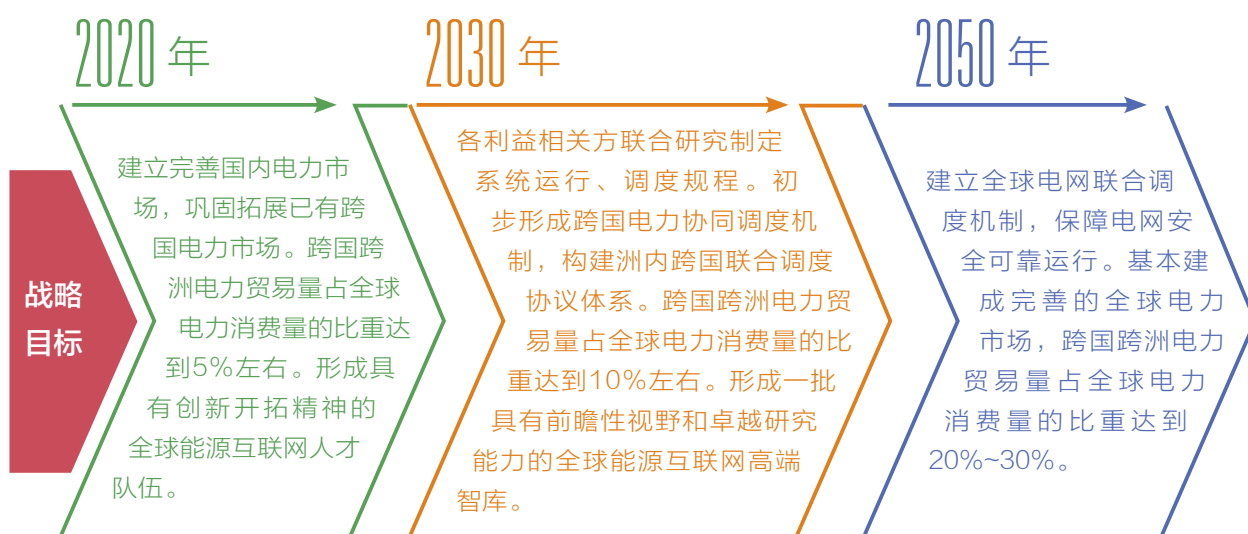 2020年
2030年
2050年
战略
目标
建立完善国内电力市
场，巩固拓展已有跨
国电力市场。跨国跨
洲电力贸易量占全球
电力消费量的比重达
到5%左右。形成具
有创新开拓精神的
全球能源互联网人才
队伍。
各利益相关方联合研究制定
系统运行、调度规程。初
步形成跨国电力协同调度机
制，构建洲内跨国联合调度
协议体系。跨国跨洲电力贸
易量占全球电力消费量的比
重达到10%左右。形成一批
具有前瞻性视野和卓越研究
能力的全球能源互联网高端
智库。
建立全球电网联合调
度机制，保障电网安
全可靠运行。基本建
成完善的全球电力
市场，跨国跨洲电力
贸易量占全球电力
消费量的比重达到
20%~30%。